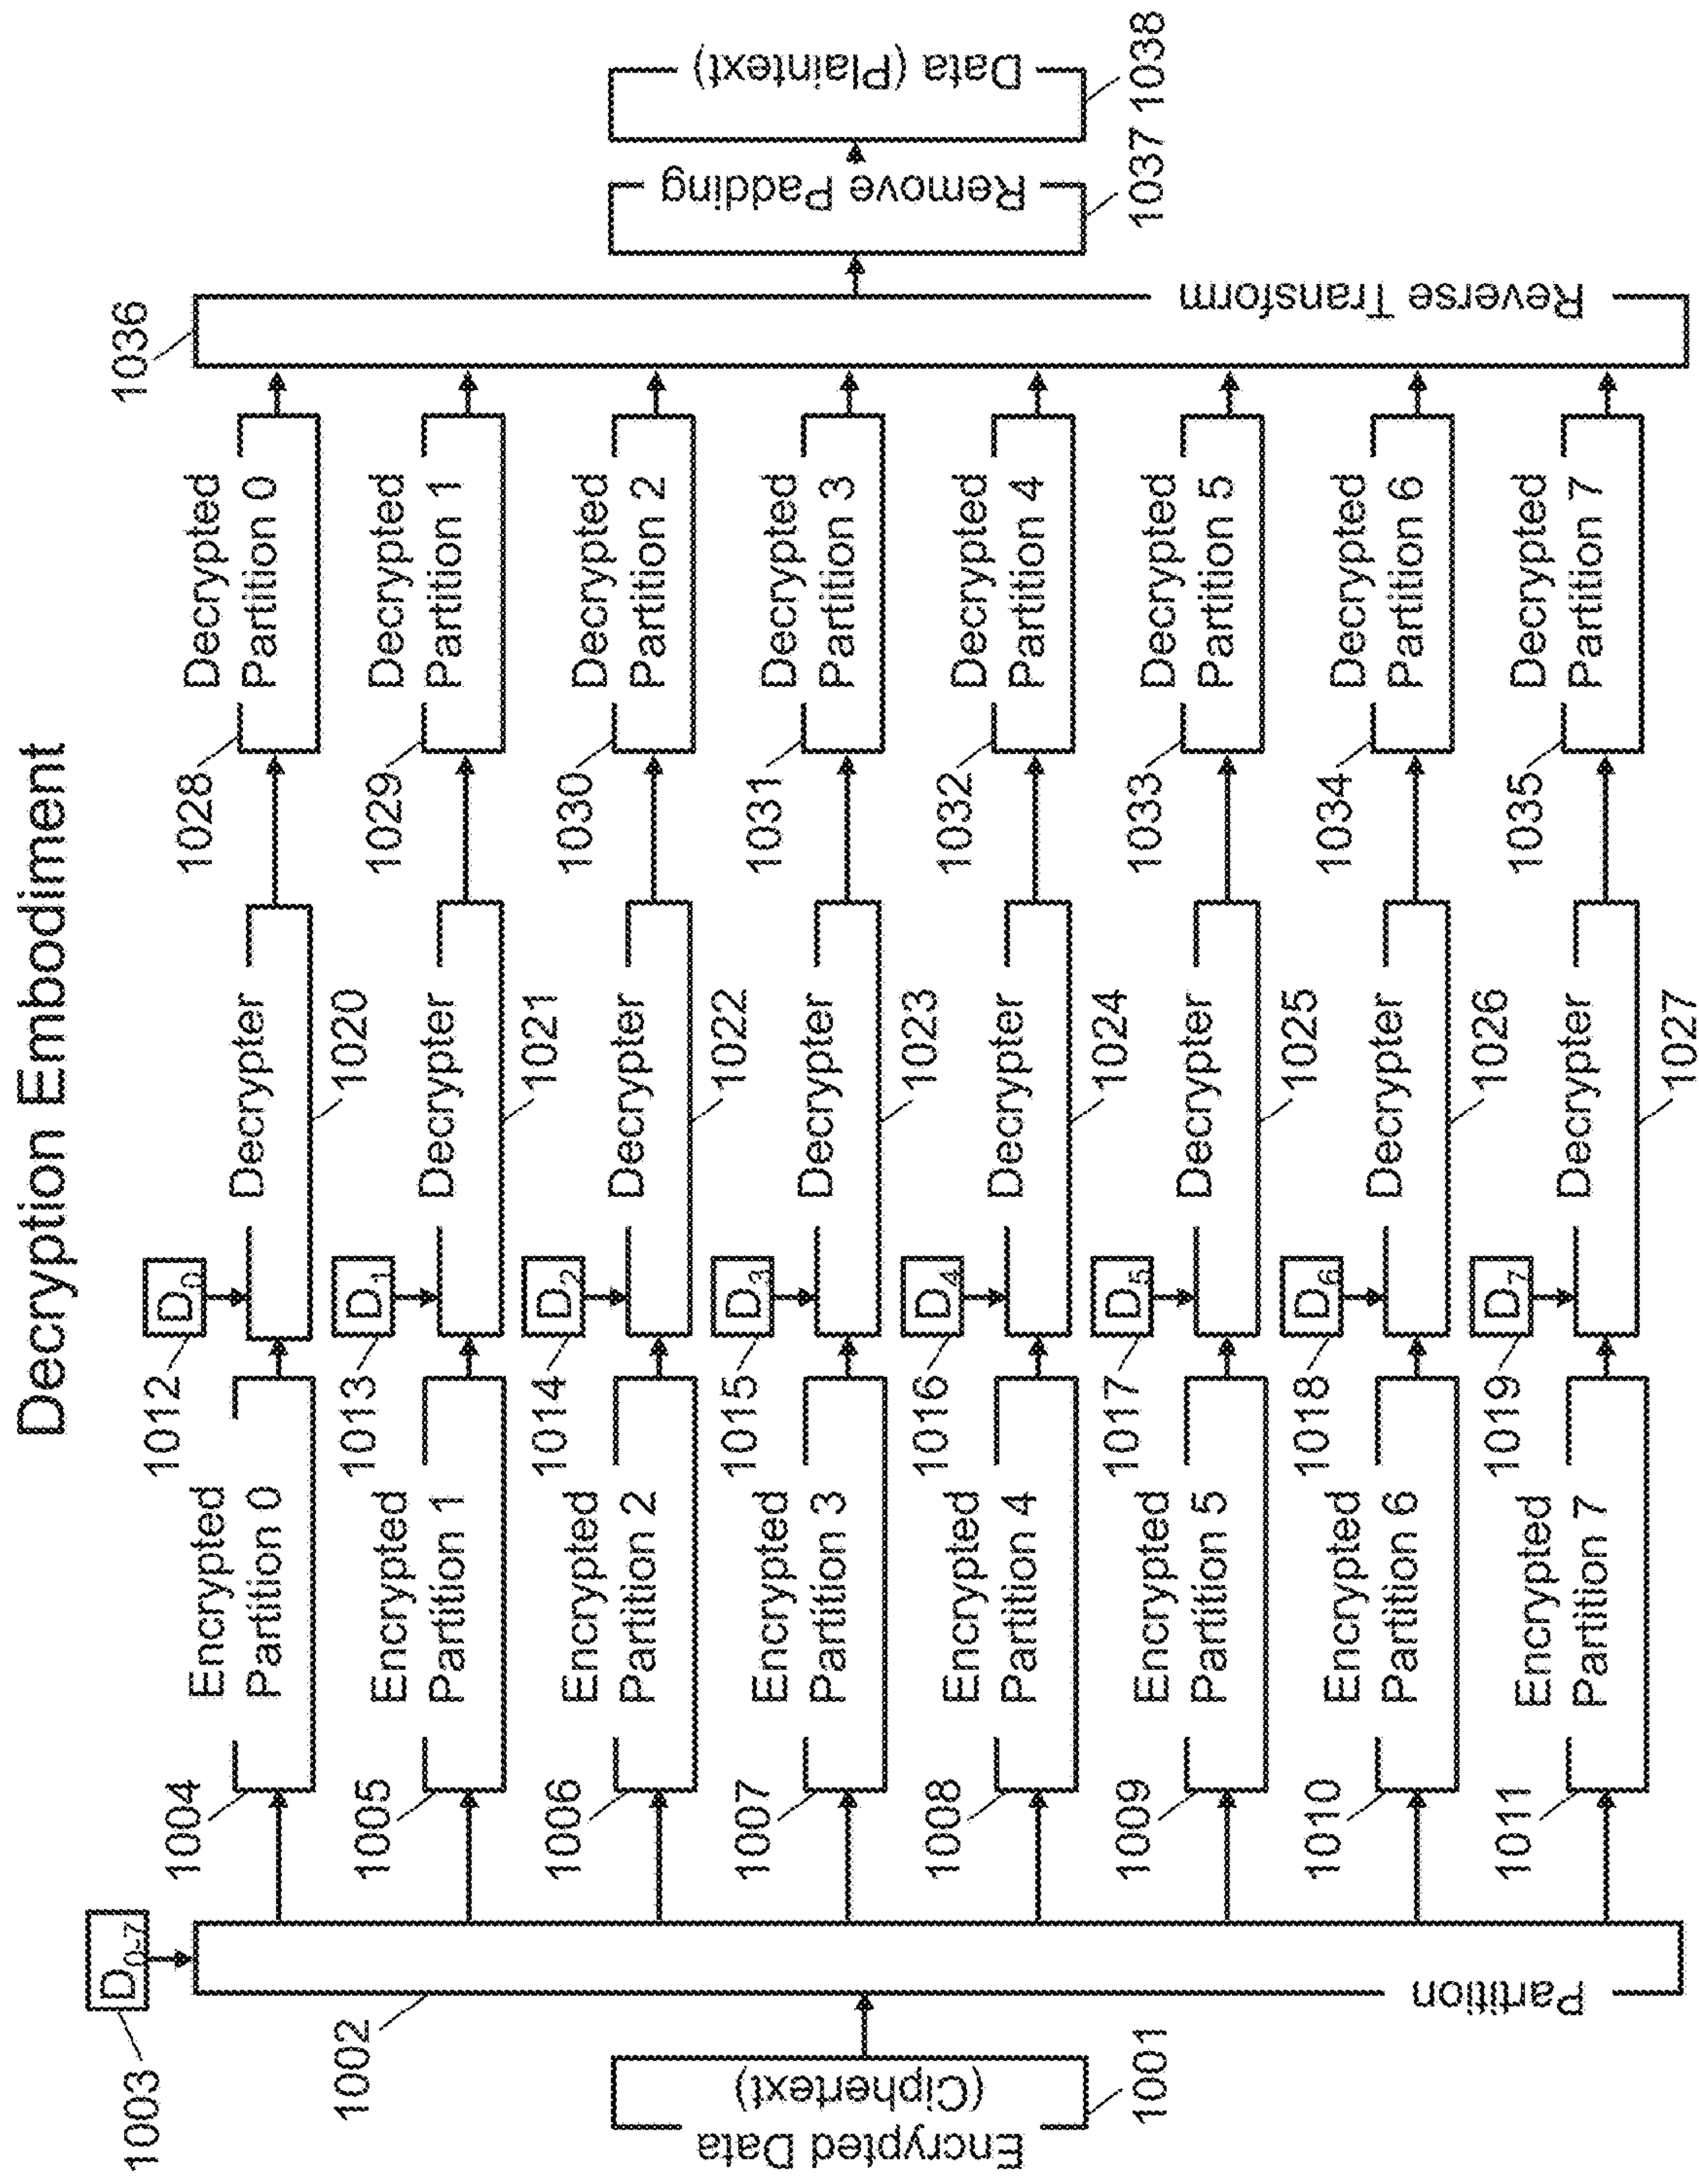 Decryption Embodiment
1003
D0-7
1002
Encrypted Data
(Ciphertext)
1001
Partition
1004
Encrypted
Partition 0
1012
D0
Decrypter
1020
1028
Decrypted
Partition 0
1005
Encrypted
Partition 1
1013
D1
Decrypter
1021
1029
Decrypted
Partition 1
1006
Encrypted
Partition 2
1014
D2
Decrypter
1022
1030
Decrypted
Partition 2
1007
Encrypted
Partition 3
1015
D3
Decrypter
1023
1031
Decrypted
Partition 3
1008
Encrypted
Partition 4
1016
D4
Decrypter
1024
1032
Decrypted
Partition 4
1009
Encrypted
Partition 5
1017
D5
Decrypter
1025
1033
Decrypted
Partition 5
1010
Encrypted
Partition 6
1018
D6
Decrypter
1026
1034
Decrypted
Partition 6
1011
Encrypted
Partition 7
1019
D7
Decrypter
1027
1035
Decrypted
Partition 7
1036
Reverse Transform
Remove Padding
1037
Data (Plaintext)
1038